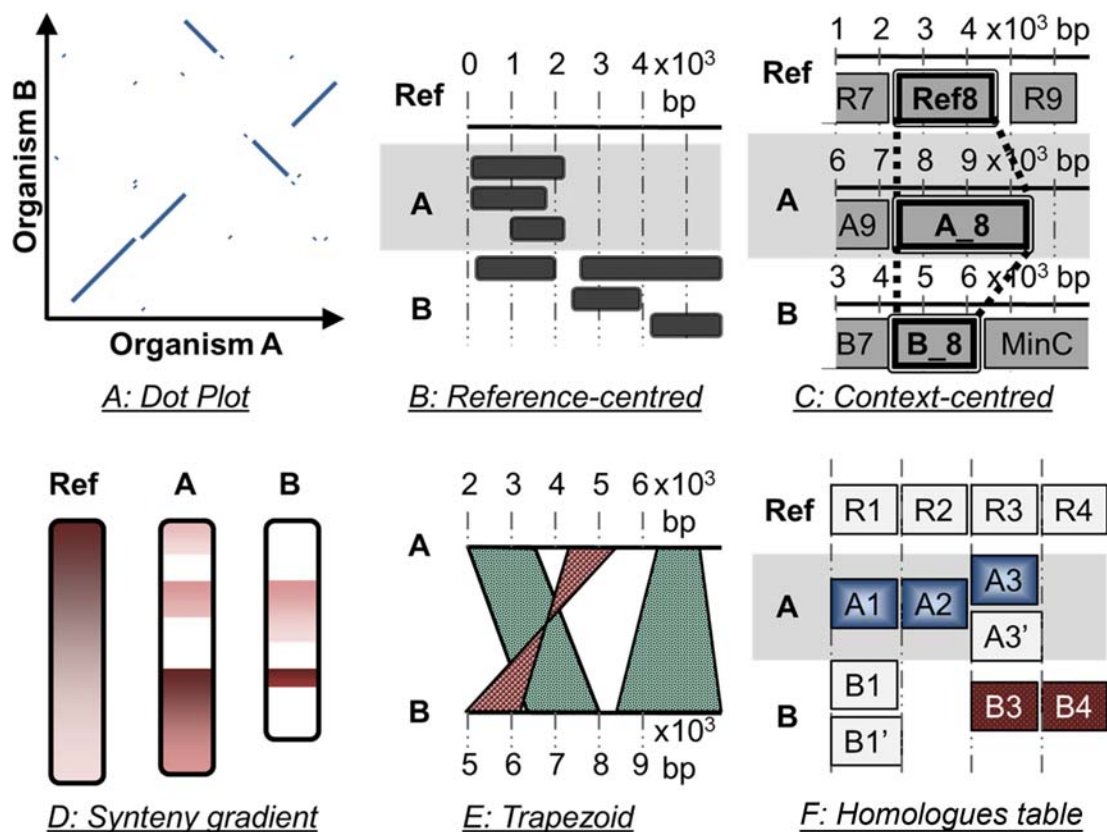 Organism B
Organism A
A: Dot Plot
0 1 2 3 4 x10³
bp
Ref
A
B
B: Reference-centred
1 2 3 4 x10³ bp
Ref
R7 Ref8 R9
6 7 8 9 x10³ bp
A
A9 A_8
3 4 5 6 x10³ bp
B
B7 B_8 MinC
C: Context-centred
Ref A B
D: Synteny gradient
2 3 4 5 6 x10³
bp
A
B
x10³
5 6 7 8 9 bp
E: Trapezoid
Ref R1 R2 R3 R4
A3
A A1 A2
A3’
B1
B B3 B4
B1’
F: Homologues table